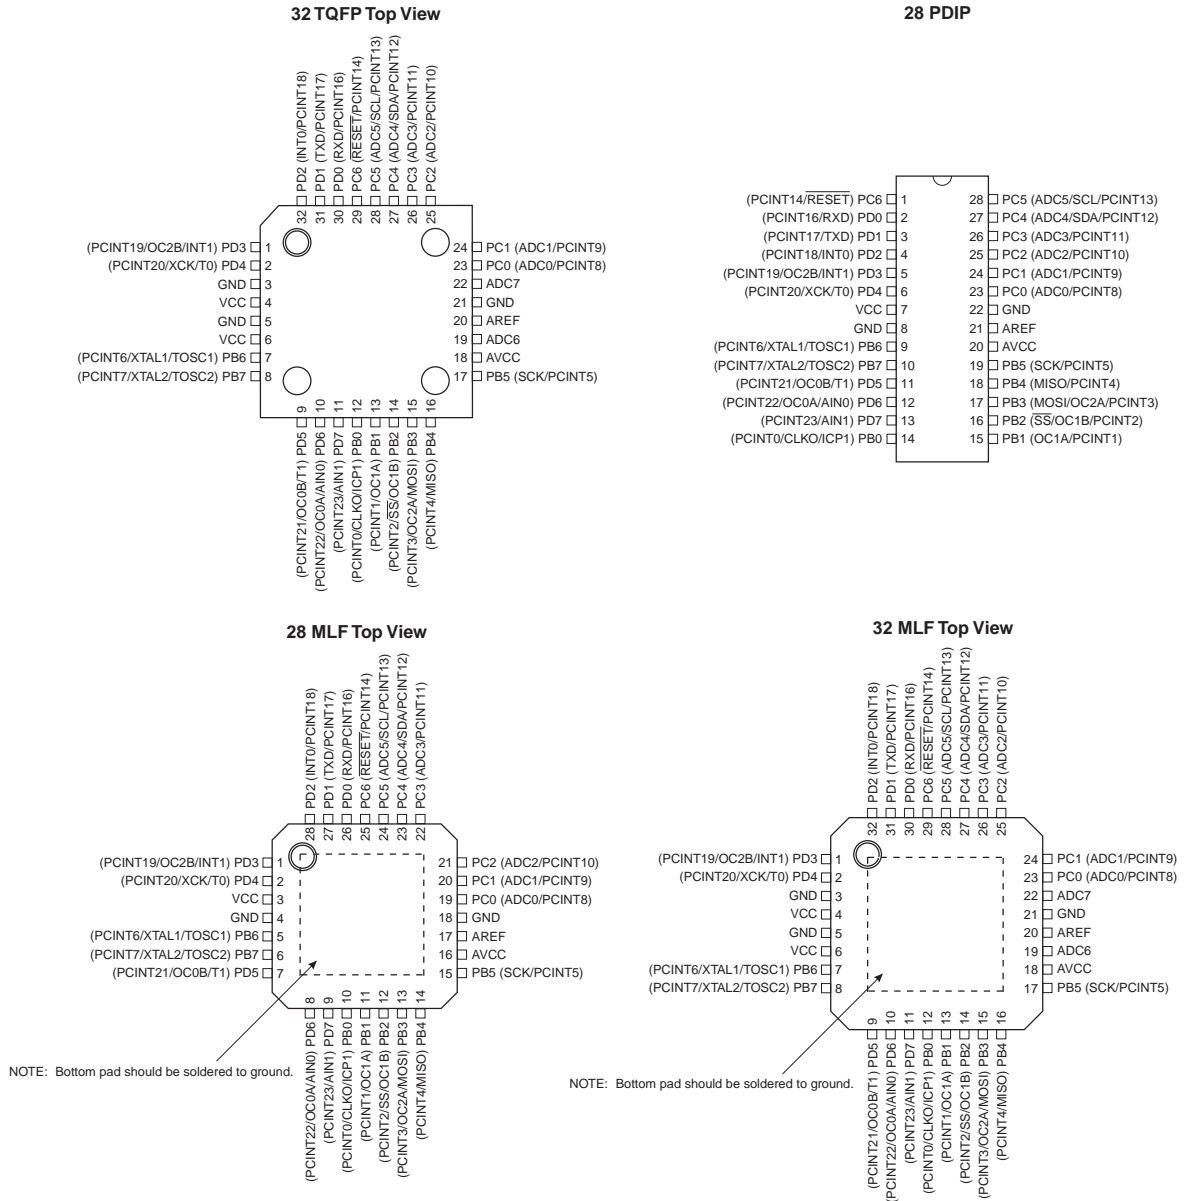 32 TQFP Top View
32 PD2 (INT0/PCINT18)
31 PD1 (TXD/PCINT17)
30 PD0 (RXD/PCINT16)
29 PC6 (RESET/PCINT14)
28 PC5 (ADC5/SCL/PCINT13)
27 PC4 (ADC4/SDA/PCINT12)
26 PC3 (ADC3/PCINT11)
25 PC2 (ADC2/PCINT10)
(PCINT19/OC2B/INT1) PD3 1
(PCINT20/XCK/T0) PD4 2
GND 3
VCC 4
GND 5
VCC 6
(PCINT6/XTAL1/TOSC1) PB6 7
(PCINT7/XTAL2/TOSC2) PB7 8
24 PC1 (ADC1/PCINT9)
23 PC0 (ADC0/PCINT8)
22 ADC7
21 GND
20 AREF
19 ADC6
18 AVCC
17 PB5 (SCK/PCINT5)
(PCINT21/OC0B/T1) PD5 9
(PCINT22/OC0A/AIN0) PD6 10
(PCINT23/AIN1) PD7 11
(PCINT0/CLKO/ICP1) PB0 12
(PCINT1/OC1A) PB1 13
(PCINT2/SS/OC1B) PB2 14
(PCINT3/OC2A/MOSI) PB3 15
(PCINT4/MISO) PB4 16
28 PDIP
(PCINT14/RESET) PC6 1
(PCINT16/RXD) PD0 2
(PCINT17/TXD) PD1 3
(PCINT18/INT0) PD2 4
(PCINT19/OC2B/INT1) PD3 5
(PCINT20/XCK/T0) PD4 6
VCC 7
GND 8
(PCINT6/XTAL1/TOSC1) PB6 9
(PCINT7/XTAL2/TOSC2) PB7 10
(PCINT21/OC0B/T1) PD5 11
(PCINT22/OC0A/AIN0) PD6 12
(PCINT23/AIN1) PD7 13
(PCINT0/CLKO/ICP1) PB0 14
28 PC5 (ADC5/SCL/PCINT13)
27 PC4 (ADC4/SDA/PCINT12)
26 PC3 (ADC3/PCINT11)
25 PC2 (ADC2/PCINT10)
24 PC1 (ADC1/PCINT9)
23 PC0 (ADC0/PCINT8)
22 GND
21 AREF
20 AVCC
19 PB5 (SCK/PCINT5)
18 PB4 (MISO/PCINT4)
17 PB3 (MOSI/OC2A/PCINT3)
16 PB2 (SS/OC1B/PCINT2)
15 PB1 (OC1A/PCINT1)
28 MLF Top View
28 PD2 (INT0/PCINT18)
27 PD1 (TXD/PCINT17)
26 PD0 (RXD/PCINT16)
25 PC6 (RESET/PCINT14)
24 PC5 (ADC5/SCL/PCINT13)
23 PC4 (ADC4/SDA/PCINT12)
22 PC3 (ADC3/PCINT11)
(PCINT19/OC2B/INT1) PD3 1
(PCINT20/XCK/T0) PD4 2
VCC 3
GND 4
(PCINT6/XTAL1/TOSC1) PB6 5
(PCINT7/XTAL2/TOSC2) PB7 6
(PCINT21/OC0B/T1) PD5 7
21 PC2 (ADC2/PCINT10)
20 PC1 (ADC1/PCINT9)
19 PC0 (ADC0/PCINT8)
18 GND
17 AREF
16 AVCC
15 PB5 (SCK/PCINT5)
(PCINT22/OC0A/AIN0) PD6 8
(PCINT23/AIN1) PD7 9
(PCINT0/CLKO/ICP1) PB0 10
(PCINT1/OC1A) PB1 11
(PCINT2/SS/OC1B) PB2 12
(PCINT3/OC2A/MOSI) PB3 13
(PCINT4/MISO) PB4 14
NOTE: Bottom pad should be soldered to ground.
32 MLF Top View
32 PD2 (INT0/PCINT18)
31 PD1 (TXD/PCINT17)
30 PD0 (RXD/PCINT16)
29 PC6 (RESET/PCINT14)
28 PC5 (ADC5/SCL/PCINT13)
27 PC4 (ADC4/SDA/PCINT12)
26 PC3 (ADC3/PCINT11)
25 PC2 (ADC2/PCINT10)
(PCINT19/OC2B/INT1) PD3 1
(PCINT20/XCK/T0) PD4 2
GND 3
VCC 4
GND 5
VCC 6
(PCINT6/XTAL1/TOSC1) PB6 7
(PCINT7/XTAL2/TOSC2) PB7 8
24 PC1 (ADC1/PCINT9)
23 PC0 (ADC0/PCINT8)
22 ADC7
21 GND
20 AREF
19 ADC6
18 AVCC
17 PB5 (SCK/PCINT5)
(PCINT21/OC0B/T1) PD5 9
(PCINT22/OC0A/AIN0) PD6 10
(PCINT23/AIN1) PD7 11
(PCINT0/CLKO/ICP1) PB0 12
(PCINT1/OC1A) PB1 13
(PCINT2/SS/OC1B) PB2 14
(PCINT3/OC2A/MOSI) PB3 15
(PCINT4/MISO) PB4 16
NOTE: Bottom pad should be soldered to ground.